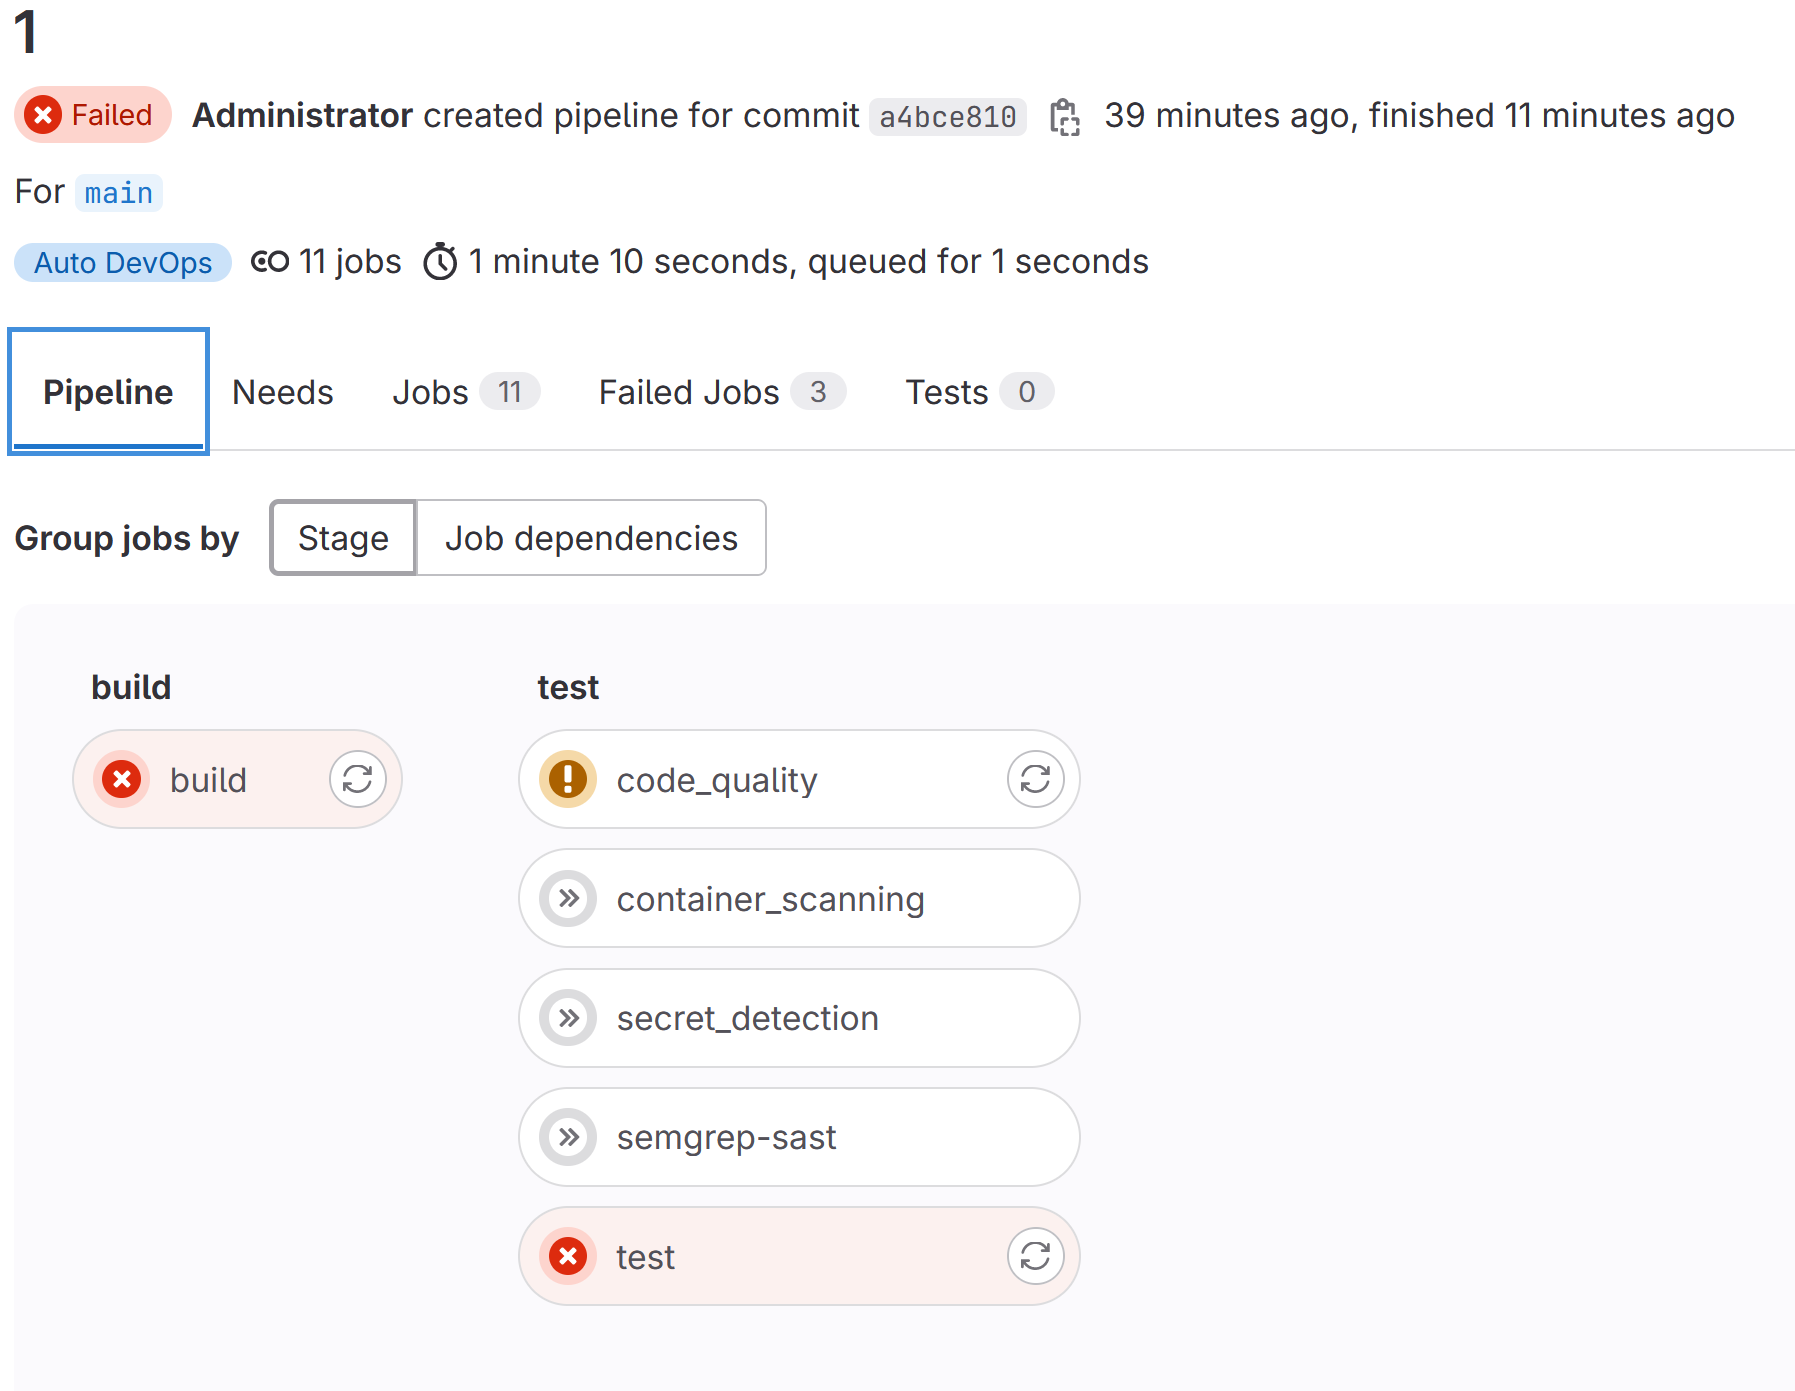 1
Failed Administrator created pipeline for commit a4bce810 39 minutes ago, finished 11 minutes ago
For main
Auto DevOps 11 jobs 1 minute 10 seconds, queued for 1 seconds
Pipeline Needs Jobs 11 Failed Jobs 3 Tests 0
Group jobs by Stage Job dependencies
build
build
test
code_quality
container_scanning
secret_detection
semgrep-sast
test